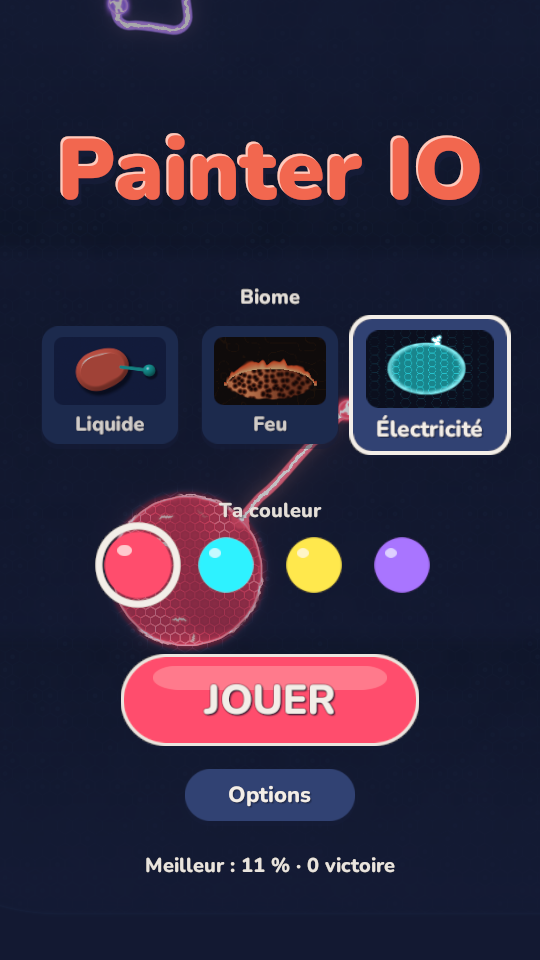 Painter IO
Biome
Liquide
Feu
Électricité
Ta couleur
JOUER
Options
Meilleur : 11 % · 0 victoire